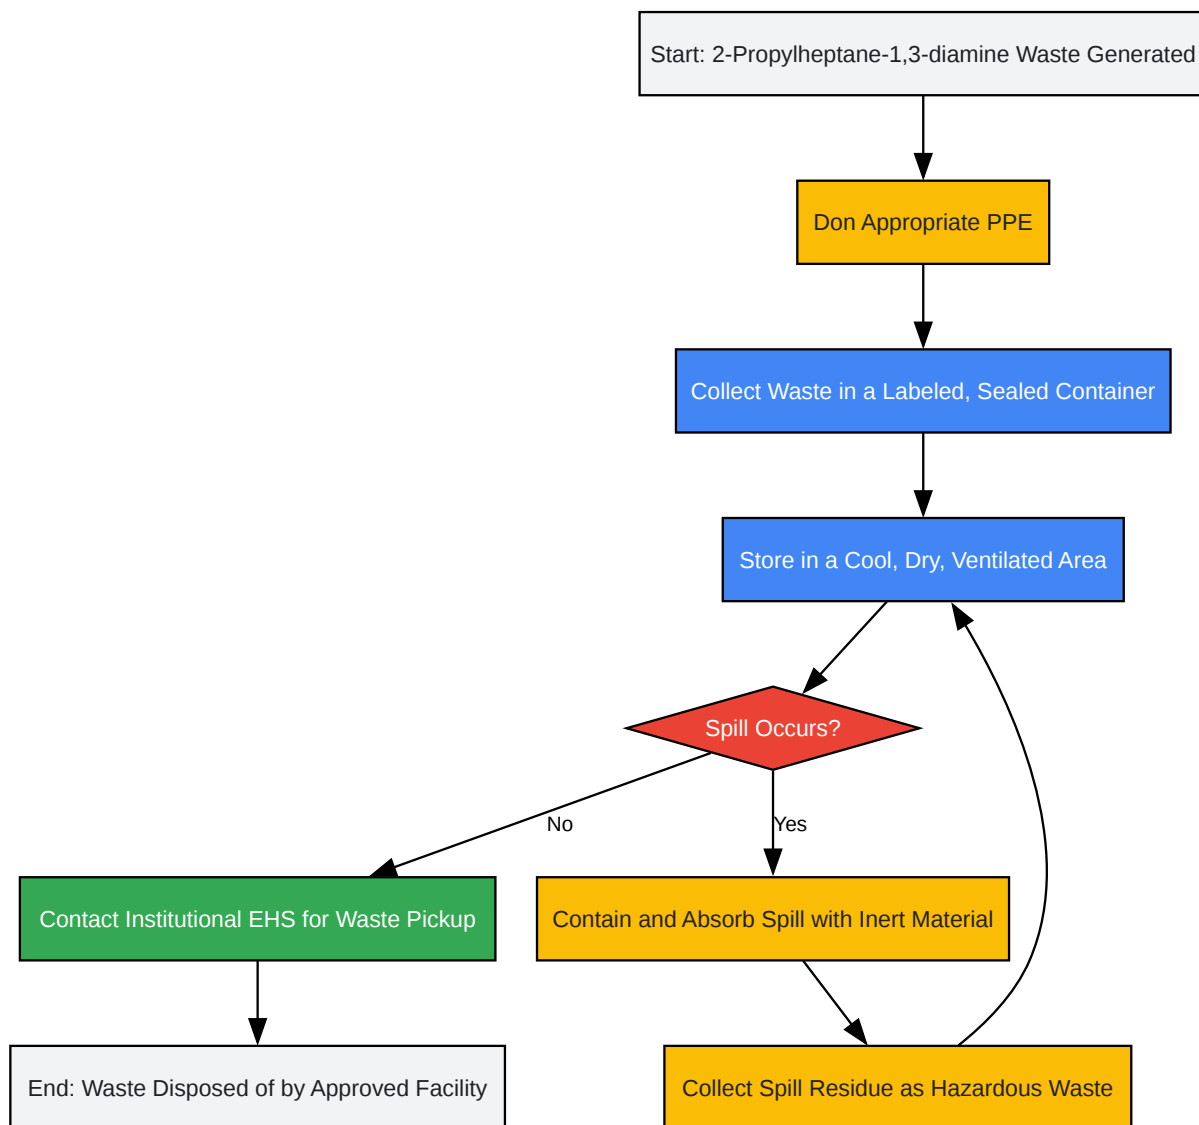 Start: 2-Propylheptane-1,3-diamine Waste Generated
Don Appropriate PPE
Collect Waste in a Labeled, Sealed Container
Store in a Cool, Dry, Ventilated Area
Spill Occurs?
No
Yes
Contact Institutional EHS for Waste Pickup
Contain and Absorb Spill with Inert Material
End: Waste Disposed of by Approved Facility
Collect Spill Residue as Hazardous Waste